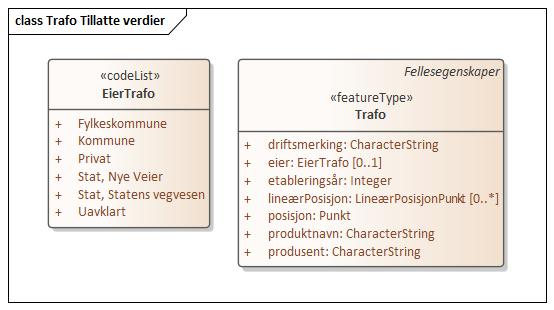 class Trafo Tillatte verdier
«codeList»
EierTrafo
+ Fylkeskommune
+ Kommune
+ Privat
+ Stat, Nye Veier
+ Stat, Statens vegvesen
+ Uavklart
Fellesegenskaper
«featureType»
Trafo
+ driftsmerking: CharacterString
+ eier: EierTrafo [0..1]
+ etableringsår: Integer
+ lineærPosisjon: LineærPosisjonPunkt [0..*]
+ posisjon: Punkt
+ produktnavn: CharacterString
+ produsent: CharacterString